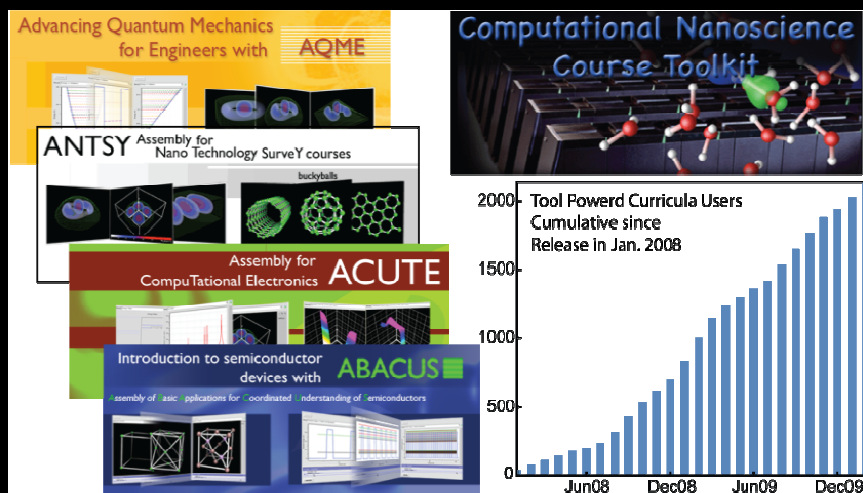 Advancing Quantum Mechanics
for Engineers with
AQME
Computational Nanoscience
Course Toolkit
ANTSY Assembly for
Nano Technology SurveY courses
buckyballs
Assembly for
CompuTational Electronics
ACUTE
Introduction to semiconductor
devices with
ABACUS
Assembly of Basic Applications for Coordinated Understanding of Semiconductors
Tool Powerd Curricula Users
Cumulative since
Release in Jan. 2008
2000
1500
1000
500
0
Jun08 Dec08 Jun09 Dec09